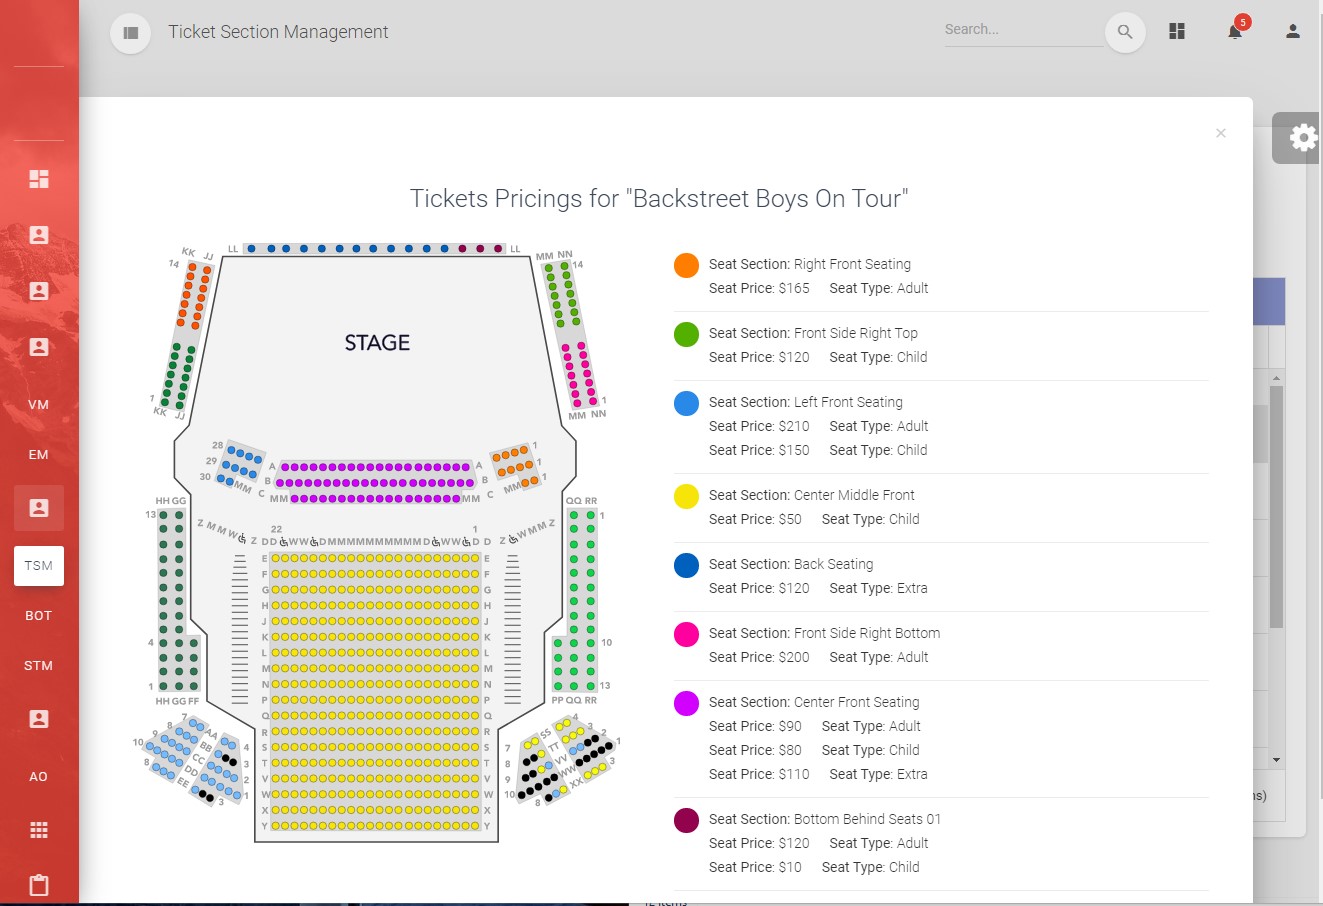 Ticket Section Management
Search...
5
VM
EM
TSM
BOT
STM
AO
×
Tickets Pricings for "Backstreet Boys On Tour"
LL
LL
KK JJ
14
1
KK JJ
MM NN
14
1
MM NN
STAGE
28
29
30
MM
A
B
C
MM
A
B
C
MM
1
1
1
MM
HH GG
13
4
1
HH GG FF
QQ RR
1
10
13
PP QQ RR
22
1
Z M M W Z D D WW DMMMMMMMMMD WW D D Z WMMZ
E E
F F
G G
H H
J J
K K
L L
M M
N N
P P
Q Q
R R
S S
T T
V V
W W
X X
Y Y
7
8
9
10
8
AA
BB
CC
DD
EE
4
3
2
1
3
7
8
9
10
8
SS
TT
VV
WW
XX
4
3
2
1
3
Seat Section: Right Front Seating
Seat Price: $165 Seat Type: Adult
Seat Section: Front Side Right Top
Seat Price: $120 Seat Type: Child
Seat Section: Left Front Seating
Seat Price: $210 Seat Type: Adult
Seat Price: $150 Seat Type: Child
Seat Section: Center Middle Front
Seat Price: $50 Seat Type: Child
Seat Section: Back Seating
Seat Price: $120 Seat Type: Extra
Seat Section: Front Side Right Bottom
Seat Price: $200 Seat Type: Adult
Seat Section: Center Front Seating
Seat Price: $90 Seat Type: Adult
Seat Price: $80 Seat Type: Child
Seat Price: $110 Seat Type: Extra
Seat Section: Bottom Behind Seats 01
Seat Price: $120 Seat Type: Adult
Seat Price: $10 Seat Type: Child